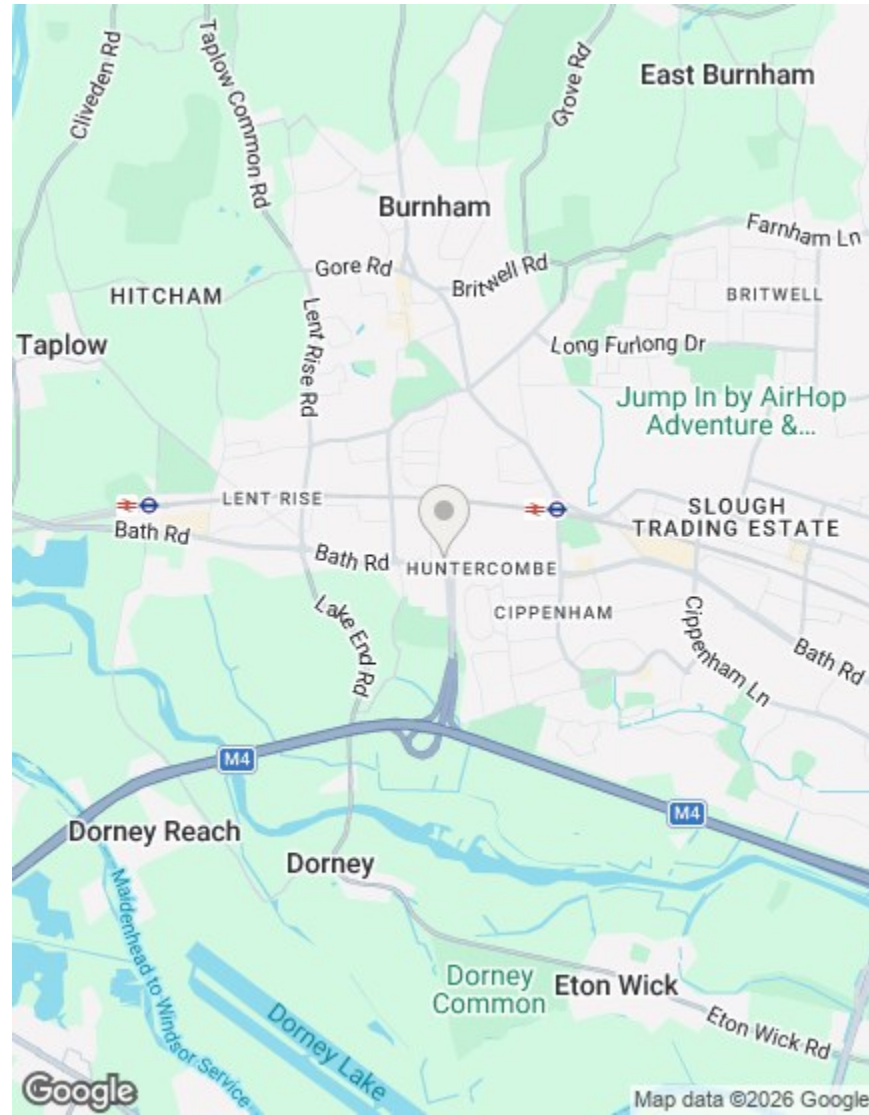 Cliveden Rd
Taplow Common Rd
Grove Rd
East Burnham
Burnham
Farnham Ln
Gore Rd
Britwell Rd
HITCHAM
BRITWELL
Lent Rise Rd
Taplow
Long Furlong Dr
Jump In by AirHop
Adventure &...
LENT RISE
SLOUGH
TRADING ESTATE
Bath Rd
Bath Rd
HUNTERCOMBE
Lake End Rd
CIPPENHAM
Cippenham Ln
Bath Rd
M4
M4
Dorney Reach
Dorney
Maidenhead to Windsor Service
Dorney
Common
Eton Wick
Dorney Lake
Eton Wick Rd
Google
Map data ©2026 Google